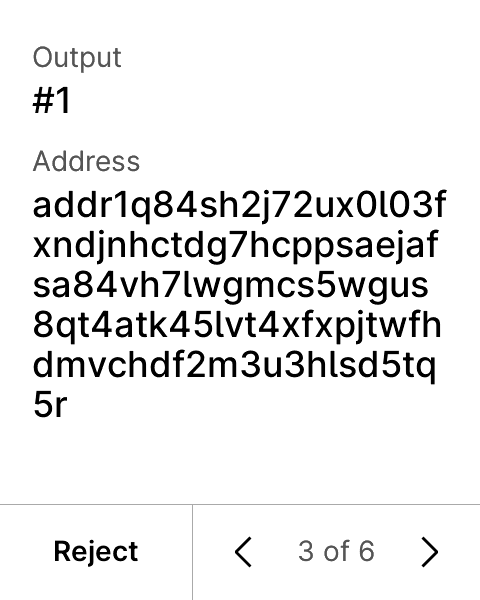 Output
#1
Address
addr1q84sh2j72ux0l03f
xndjnhctdg7hcppsaejaf
sa84vh7lwgmcs5wgus
8qt4atk45lvt4xfxpjtwfh
dmvchdf2m3u3hlsd5tq
5r
Reject
3 of 6